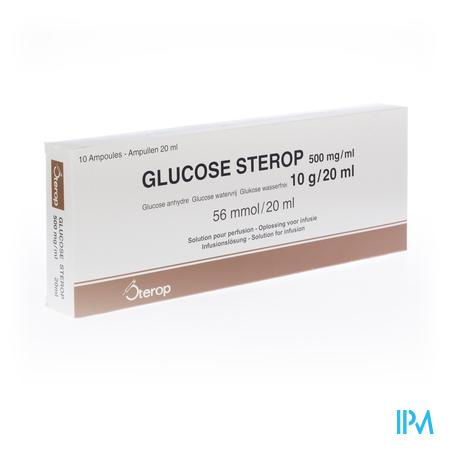 10 Ampoules - Ampullen 20 ml
GLUCOSE STEROP 500 mg/ml
Glucose anhydre Glucose watervrij Glukose wasserfrei 10 g/20 ml
56 mmol/20 ml
Solution pour perfusion - Oplossing voor infusie
Infusionslösung - Solution for infusion
Sterop
Sterop
GLUCOSE STEROP
500 mg/ml 20ml
IPM